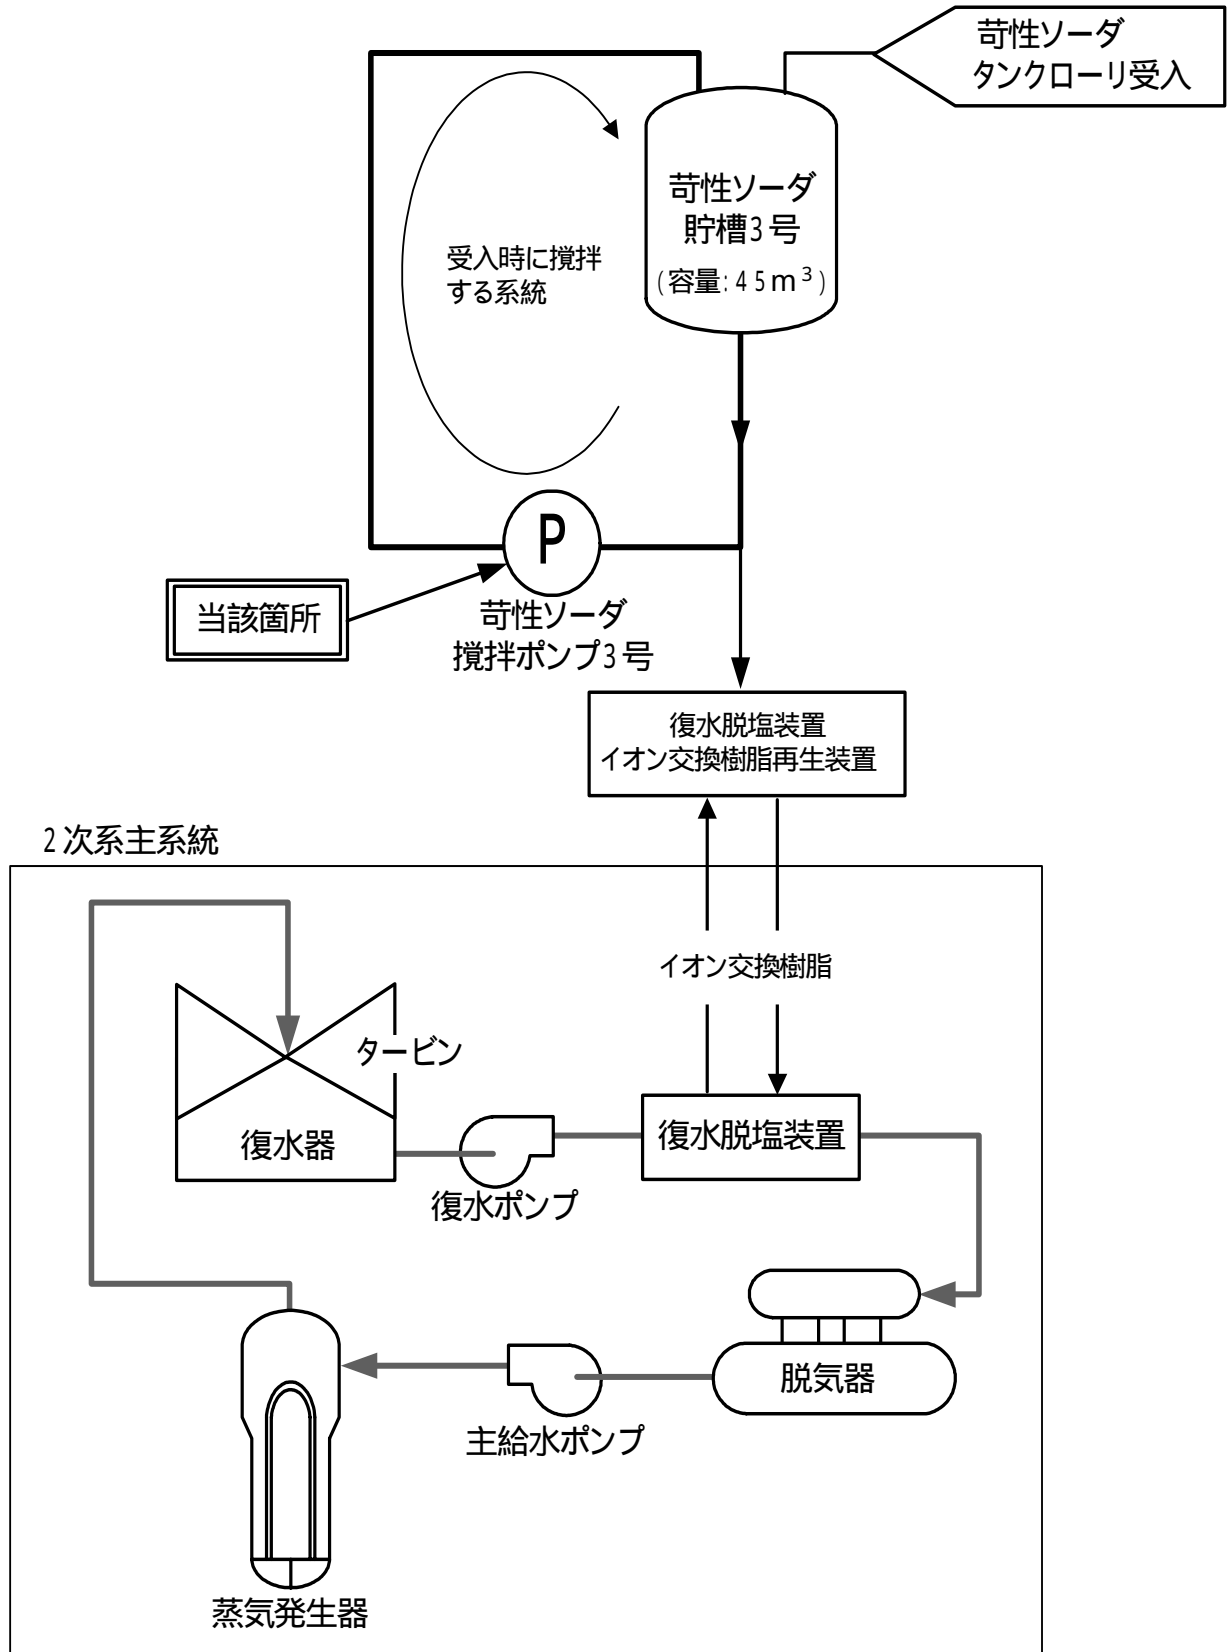 苛性ソーダ
タンクローリ受入
苛性ソーダ
貯槽3号
(容量:45m³)
受入時に攪拌
する系統
P
当該箇所
苛性ソーダ
攪拌ポンプ3号
復水脱塩装置
イオン交換樹脂再生装置
2次系主系統
イオン交換樹脂
タービン
復水器
復水脱塩装置
復水ポンプ
脱気器
主給水ポンプ
蒸気発生器